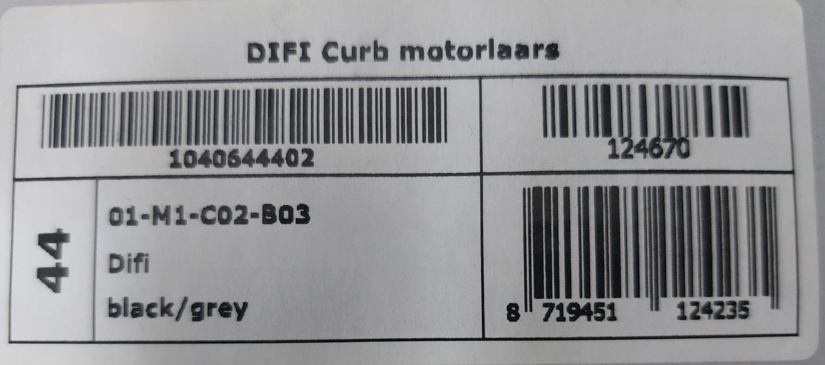 DIFI Curb motorlaars
1040644402
124670
44
01-M1-C02-B03
Difi
black/grey
8 719451 124235